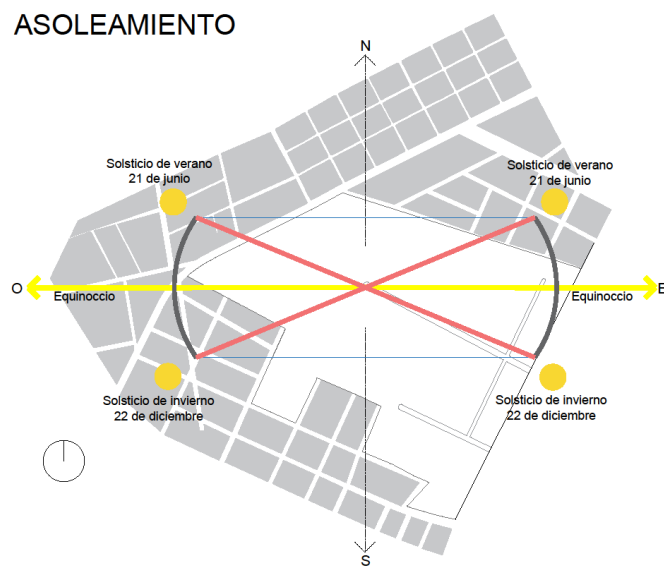 ASOLEAMIENTO
N
Solsticio de verano
21 de junio
Solsticio de verano
21 de junio
O
Equinoccio
Equinoccio
E
Solsticio de invierno
22 de diciembre
Solsticio de invierno
22 de diciembre
S